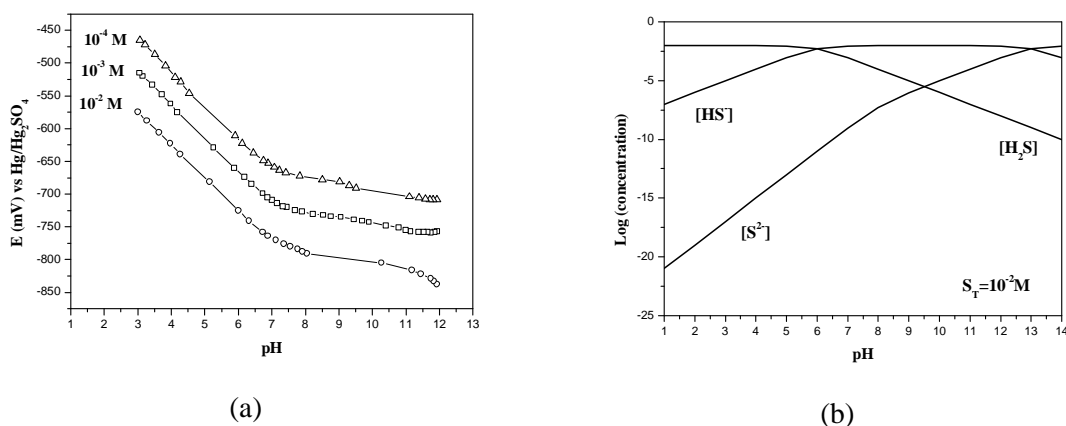 -400
-450
-500
-550
-600
-650
-700
-750
-800
-850
E (mV) vs Hg/Hg₂SO₄
10⁻⁴ M
10⁻³ M
10⁻² M
1 2 3 4 5 6 7 8 9 10 11 12 13
pH
(a)
0
-5
-10
-15
-20
-25
Log (concentration)
[HS⁻]
[H₂S]
[S²⁻]
S_T=10⁻²M
1 2 3 4 5 6 7 8 9 10 11 12 13 14
pH
(b)